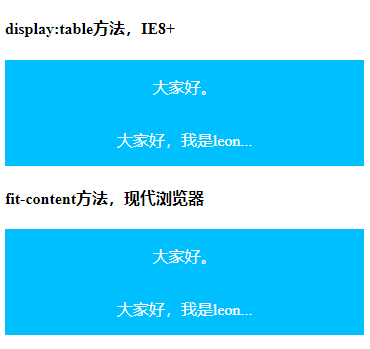 display:table方法，IE8+
大家好。
大家好，我是leon...
fit-content方法，现代浏览器
大家好。
大家好，我是leon...